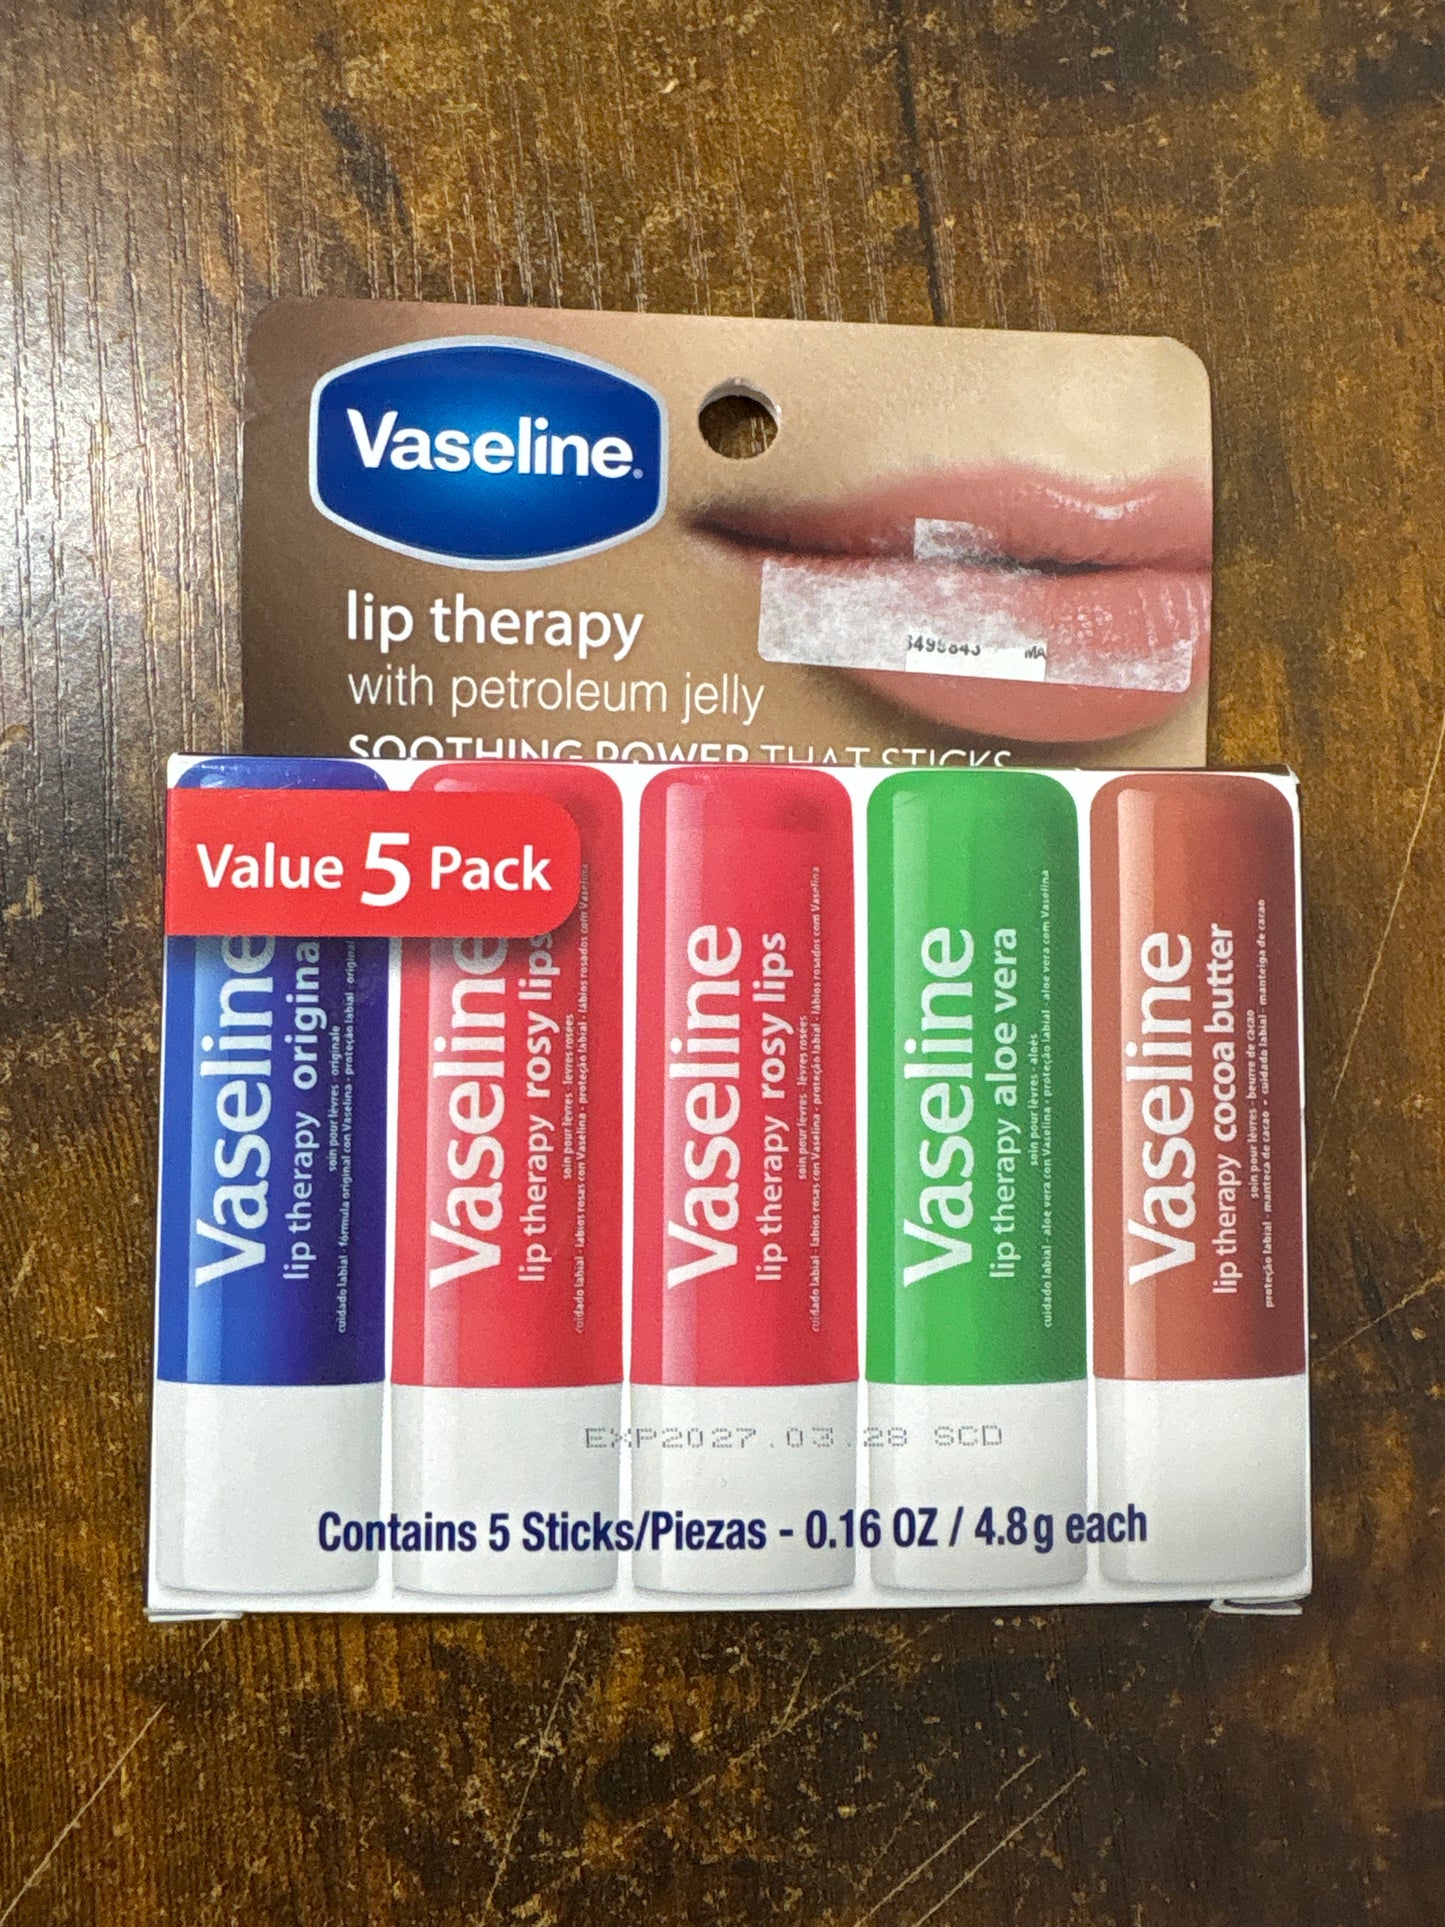 Vaseline®
lip therapy
with petroleum jelly
SOOTHING POWER THAT STICKS
MA
Value 5 Pack
Vaseline
lip therapy origina
soin pour lèvres · originale
cuidado labial · fórmula original con Vaselina · proteção labial · original
Vaseline
lip therapy rosy lips
soin pour lèvres · lèvres rosées
cuidado labial · labios rosas con Vaselina · proteção labial · lábios rosados com Vaselina
Vaseline
lip therapy rosy lips
soin pour lèvres · lèvres rosées
cuidado labial · labios rosas con Vaselina · proteção labial · lábios rosados com Vaselina
Vaseline
lip therapy aloe vera
soin pour lèvres · aloès
cuidado labial · aloe vera con Vaselina · proteção labial · aloe vera com Vaselina
Vaseline
lip therapy cocoa butter
soin pour lèvres · beurre de cacao
proteção labial · manteca de cacao · cuidado labial · manteiga de cacao
EXP2027.03.28 SCD
Contains 5 Sticks/Piezas - 0.16 OZ / 4.8g each